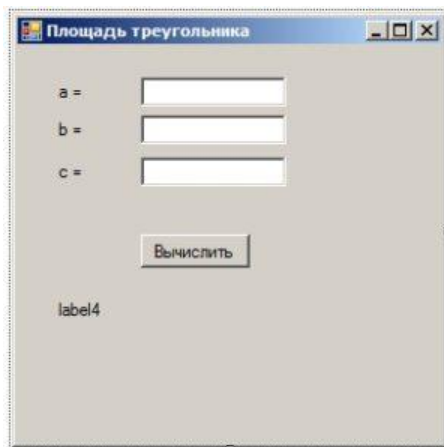 Площадь треугольника
a =
b =
c =
Вычислить
label4